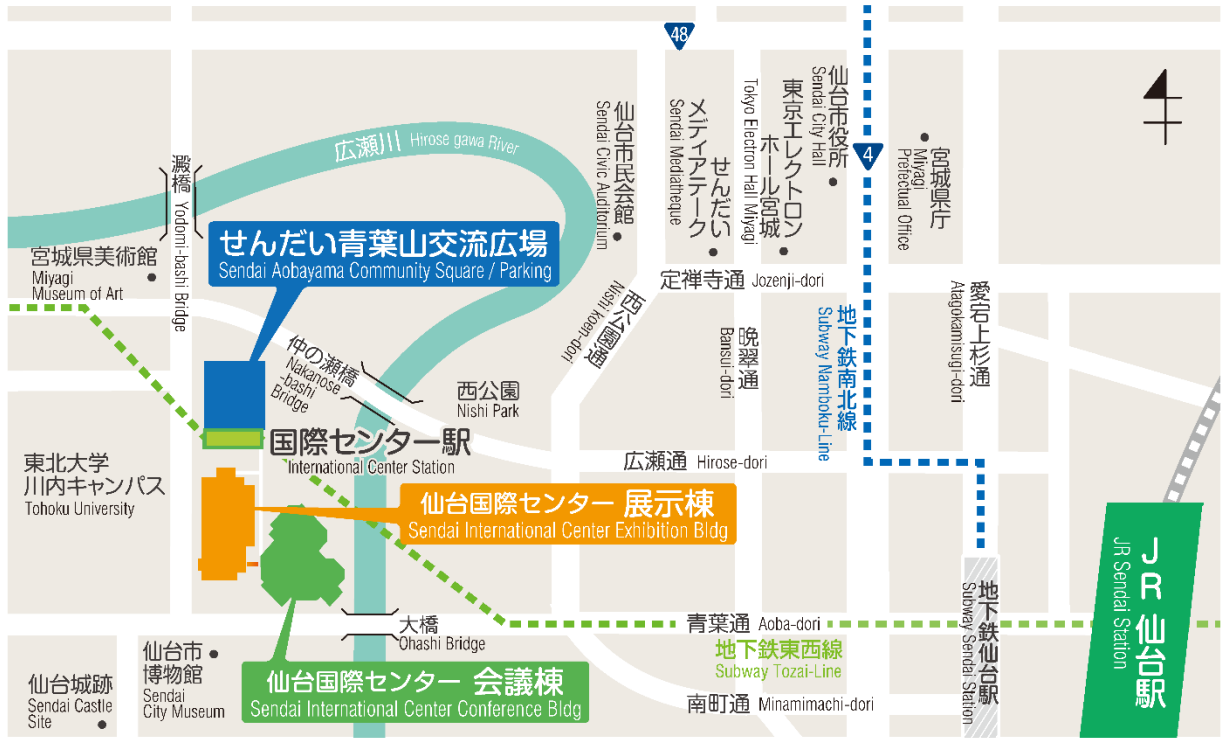 48
4
広瀬川 Hirose gawa River
澱橋 Yodomi-bashi Bridge
仙台市民会館
Sendai Civic Auditorium
せんだい
メディアテーク
Sendai Mediatheque
東京エレクトロン
ホール宮城
Tokyo Electron Hall Miyagi
仙台市役所
Sendai City Hall
宮城県庁
Miyagi
Prefectual Office
宮城県美術館
Miyagi
Museum of Art
せんだい青葉山交流広場
Sendai Aobayama Community Square / Parking
定禅寺通 Jozenji-dori
西公園通
Nishi koen-dori
晩翠通
Bansui-dori
地下鉄南北線
Subway Namboku-Line
愛宕上杉通
Atagokamisugi-dori
仲の瀬橋
Nakanose
-bashi
Bridge
西公園
Nishi Park
国際センター駅
International Center Station
広瀬通 Hirose-dori
東北大学
川内キャンパス
Tohoku University
仙台国際センター 展示棟
Sendai International Center Exhibition Bldg
JR 仙台駅
JR Sendai Station
地下鉄仙台駅
Subway Sendai Station
大橋
Ohashi Bridge
青葉通 Aoba-dori
地下鉄東西線
Subway Tozai-Line
仙台市
博物館
Sendai
City Museum
仙台国際センター 会議棟
Sendai International Center Conference Bldg
仙台城跡
Sendai Castle
Site
南町通 Minamimachi-dori